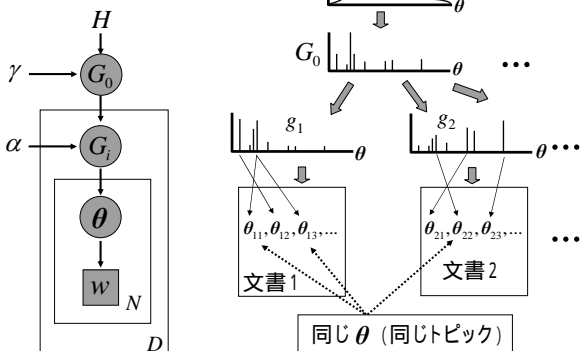 H
γ
G₀
α
Gᵢ
θ
w
N
D
θ
G₀
θ
...
g₁
θ
g₂
θ
...
θ₁₁,θ₁₂,θ₁₃,...
文書1
θ₂₁,θ₂₂,θ₂₃,...
文書2
...
同じθ (同じトピック)